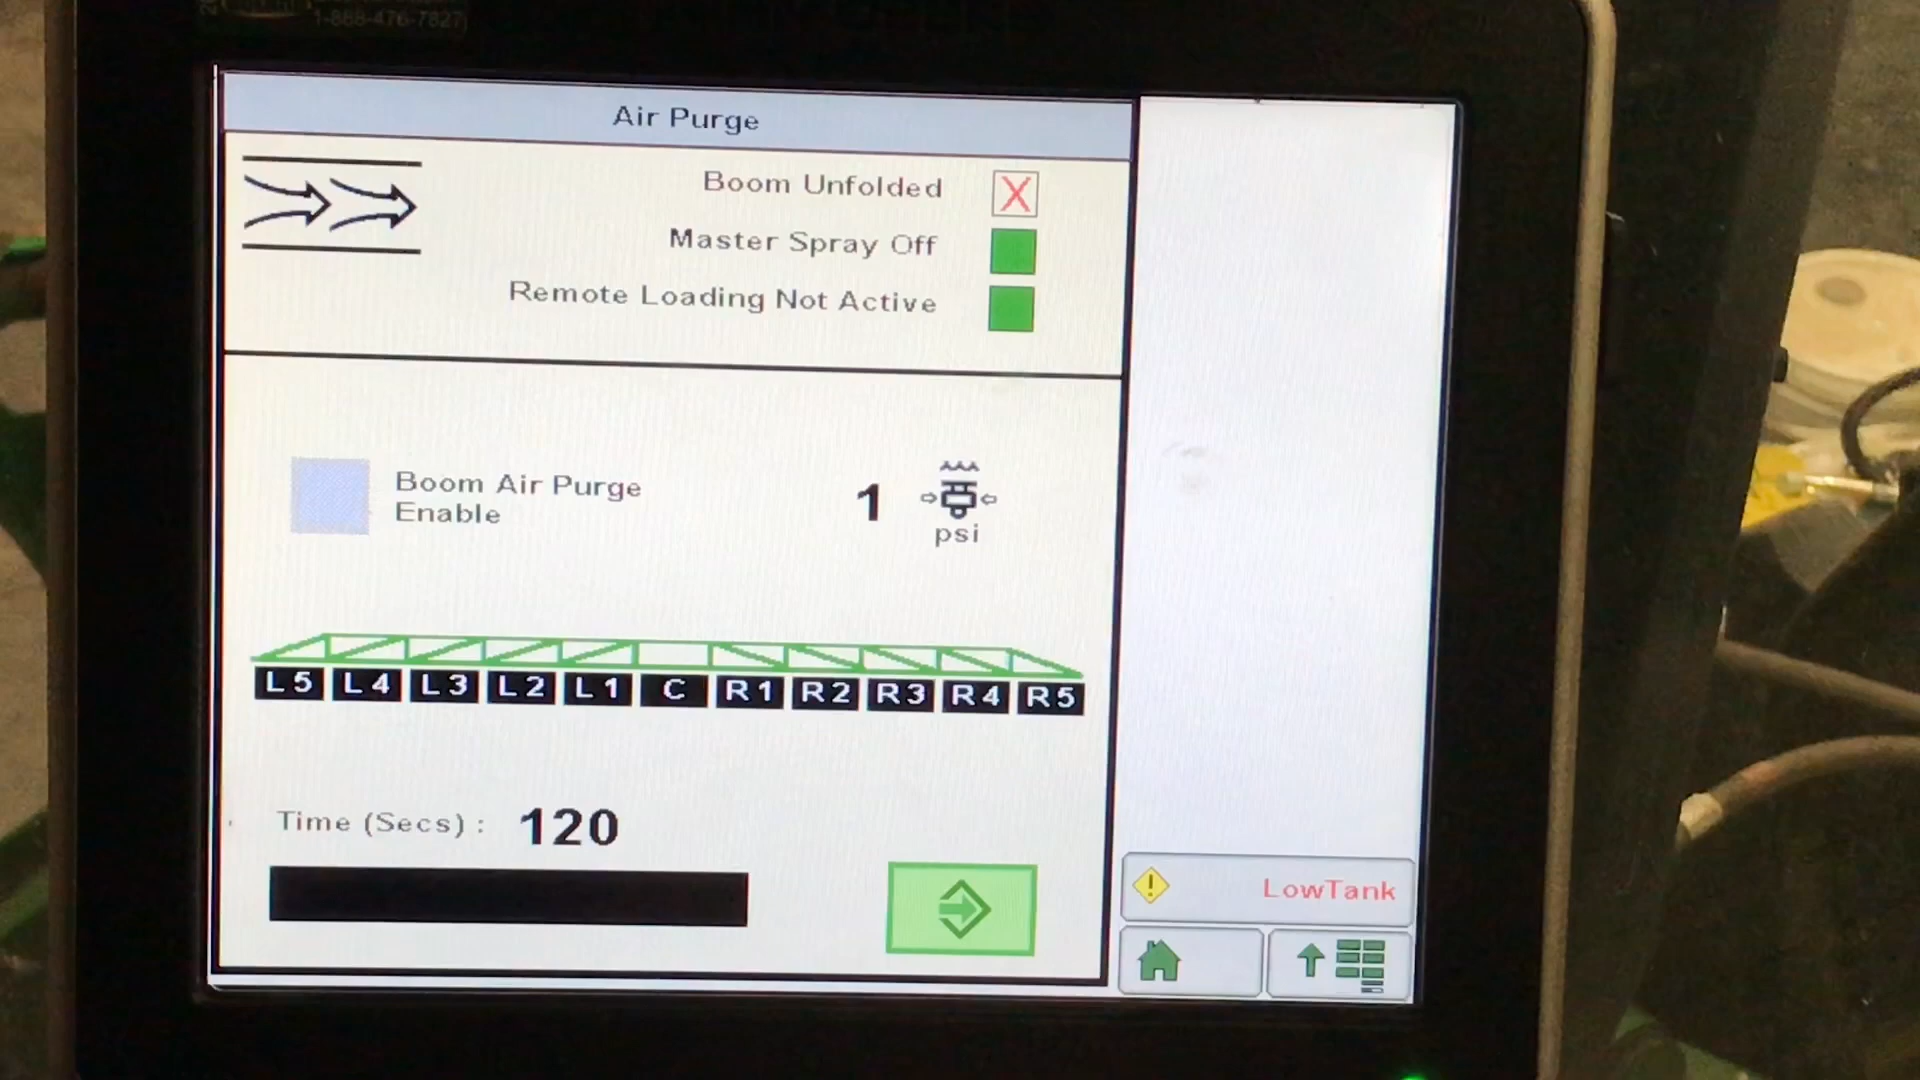 1-888-476-7827
Air Purge
Boom Unfolded X
Master Spray Off
Remote Loading Not Active
Boom Air Purge
Enable
1
psi
L5 L4 L3 L2 L1 C R1 R2 R3 R4 R5
Time (Secs) : 120
LowTank